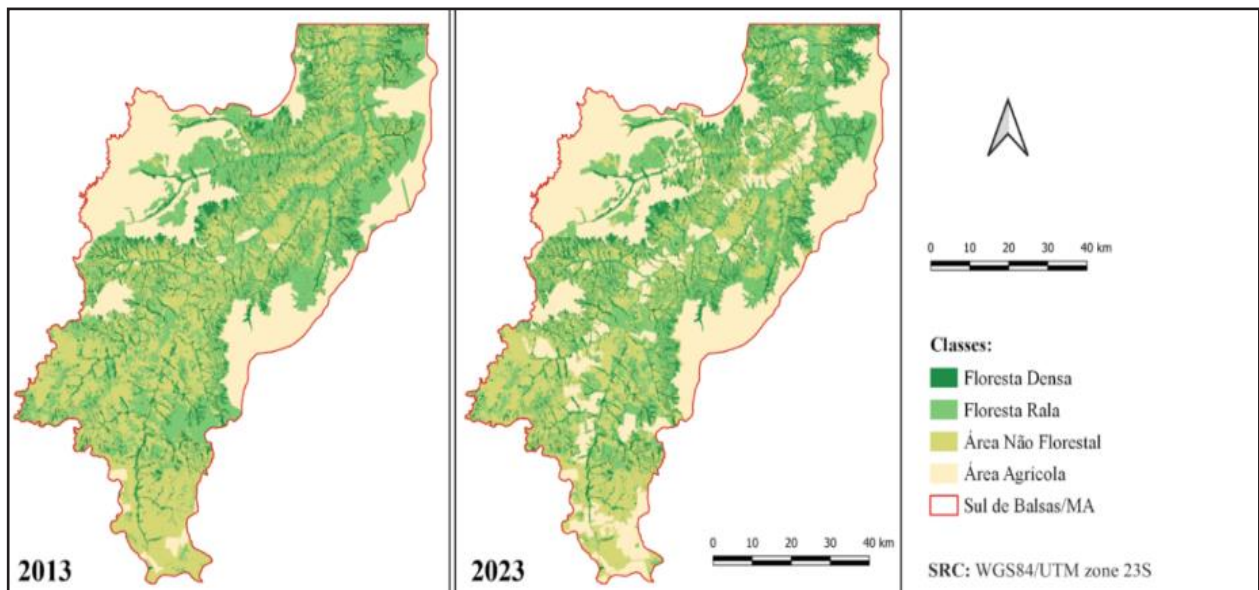 2013
2023
0 10 20 30 40 km
0 10 20 30 40 km
Classes:
Floresta Densa
Floresta Rala
Área Não Florestal
Área Agricola
Sul de Balsas/MA
SRC: WGS84/UTM zone 23S